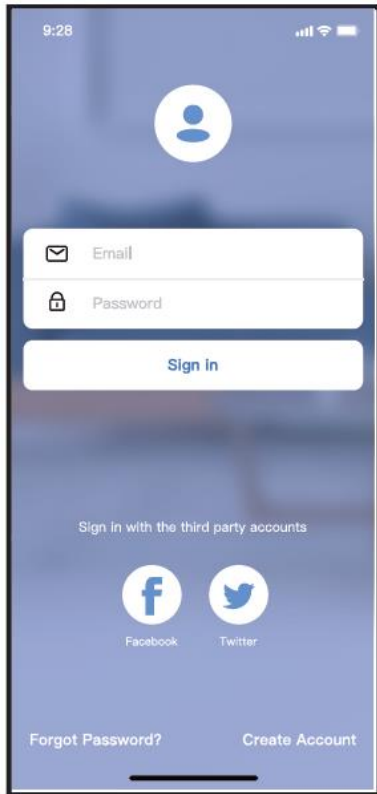 9:28
Email
Password
Sign in
Sign in with the third party accounts
Facebook Twitter
Forgot Password? Create Account